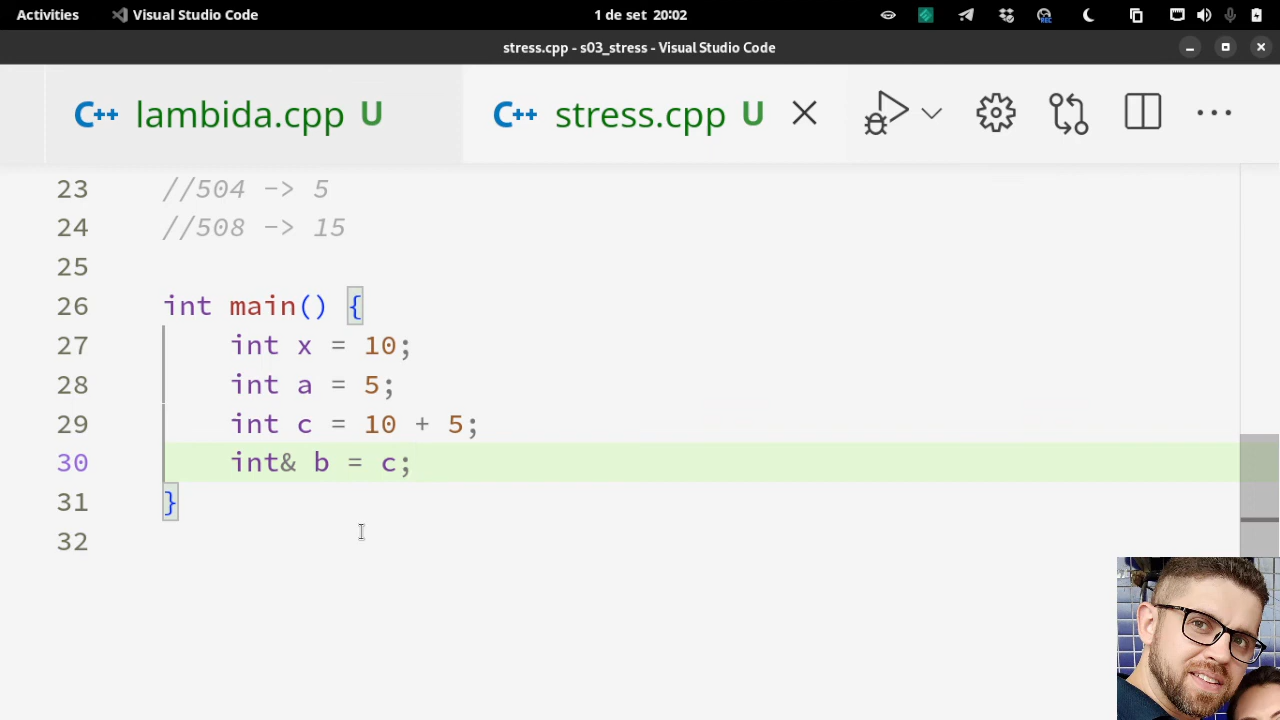 Activities Visual Studio Code 1 de set 20:02
REC
stress.cpp - s03_stress - Visual Studio Code
C++ lambida.cpp U C++ stress.cpp U
23 //504 -> 5
24 //508 -> 15
25
26 int main() {
27 int x = 10;
28 int a = 5;
29 int c = 10 + 5;
30 int& b = c;
31 }
32